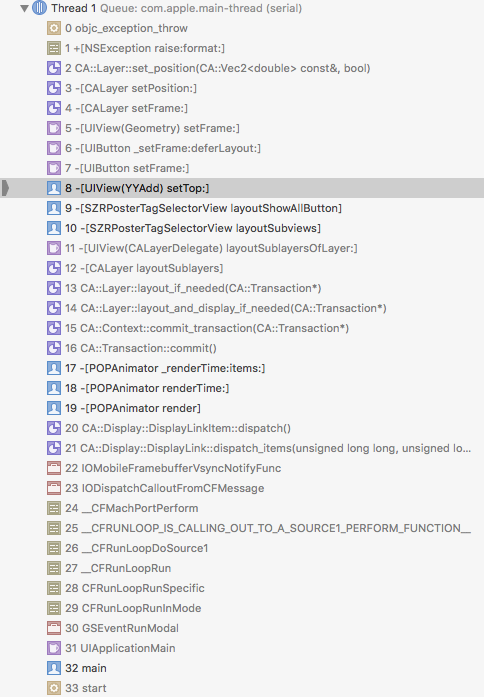 Thread 1 Queue: com.apple.main-thread (serial)
0 objc_exception_throw
1 +[NSException raise:format:]
2 CA::Layer::set_position(CA::Vec2<double> const&, bool)
3 -[CALayer setPosition:]
4 -[CALayer setFrame:]
5 -[UIView(Geometry) setFrame:]
6 -[UIButton _setFrame:deferLayout:]
7 -[UIButton setFrame:]
8 -[UIView(YYAdd) setTop:]
9 -[SZRPosterTagSelectorView layoutShowAllButton]
10 -[SZRPosterTagSelectorView layoutSubviews]
11 -[UIView(CALayerDelegate) layoutSublayersOfLayer:]
12 -[CALayer layoutSublayers]
13 CA::Layer::layout_if_needed(CA::Transaction*)
14 CA::Layer::layout_and_display_if_needed(CA::Transaction*)
15 CA::Context::commit_transaction(CA::Transaction*)
16 CA::Transaction::commit()
17 -[POPAnimator _renderTime:items:]
18 -[POPAnimator renderTime:]
19 -[POPAnimator render]
20 CA::Display::DisplayLinkItem::dispatch()
21 CA::Display::DisplayLink::dispatch_items(unsigned long long, unsigned lo...
22 IOMobileFramebufferVsyncNotifyFunc
23 IODispatchCalloutFromCFMessage
24 __CFMachPortPerform
25 __CFRUNLOOP_IS_CALLING_OUT_TO_A_SOURCE1_PERFORM_FUNCTION__
26 __CFRunLoopDoSource1
27 __CFRunLoopRun
28 CFRunLoopRunSpecific
29 CFRunLoopRunInMode
30 GSEventRunModal
31 UIApplicationMain
32 main
33 start